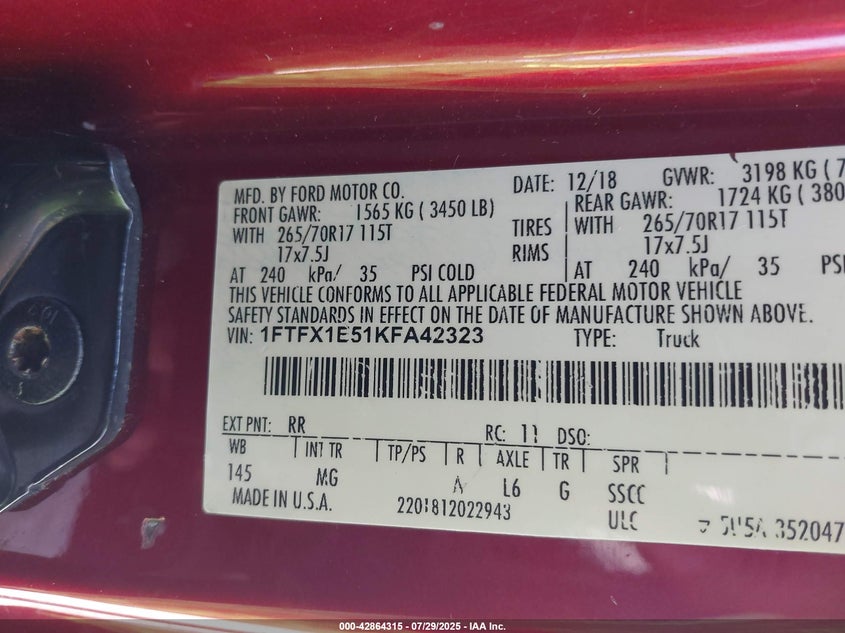 MFD. BY FORD MOTOR CO.
DATE: 12/18
GVWR: 3198 KG ( 7
FRONT GAWR: 1565 KG ( 3450 LB)
REAR GAWR: 1724 KG ( 380
WITH 265/70R17 115T
TIRES
WITH 265/70R17 115T
17x7.5J
RIMS
17x7.5J
AT 240 kPa/ 35 PSI COLD
AT 240 kPa/ 35 PSI
THIS VEHICLE CONFORMS TO ALL APPLICABLE FEDERAL MOTOR VEHICLE
SAFETY STANDARDS IN EFFECT ON THE DATE OF MANUFACTURE SHOWN ABOVE.
VIN: 1FTFX1E51KFA42323
TYPE: Truck
EXT PNT: RR
RC: 11 DSO:
WB INT TR TP/PS R AXLE TR SPR
145 MG A L6 G SSCC
MADE IN U.S.A.
2201812022943
ULC
352047
000-42864315 - 07/29/2025 - IAA Inc.